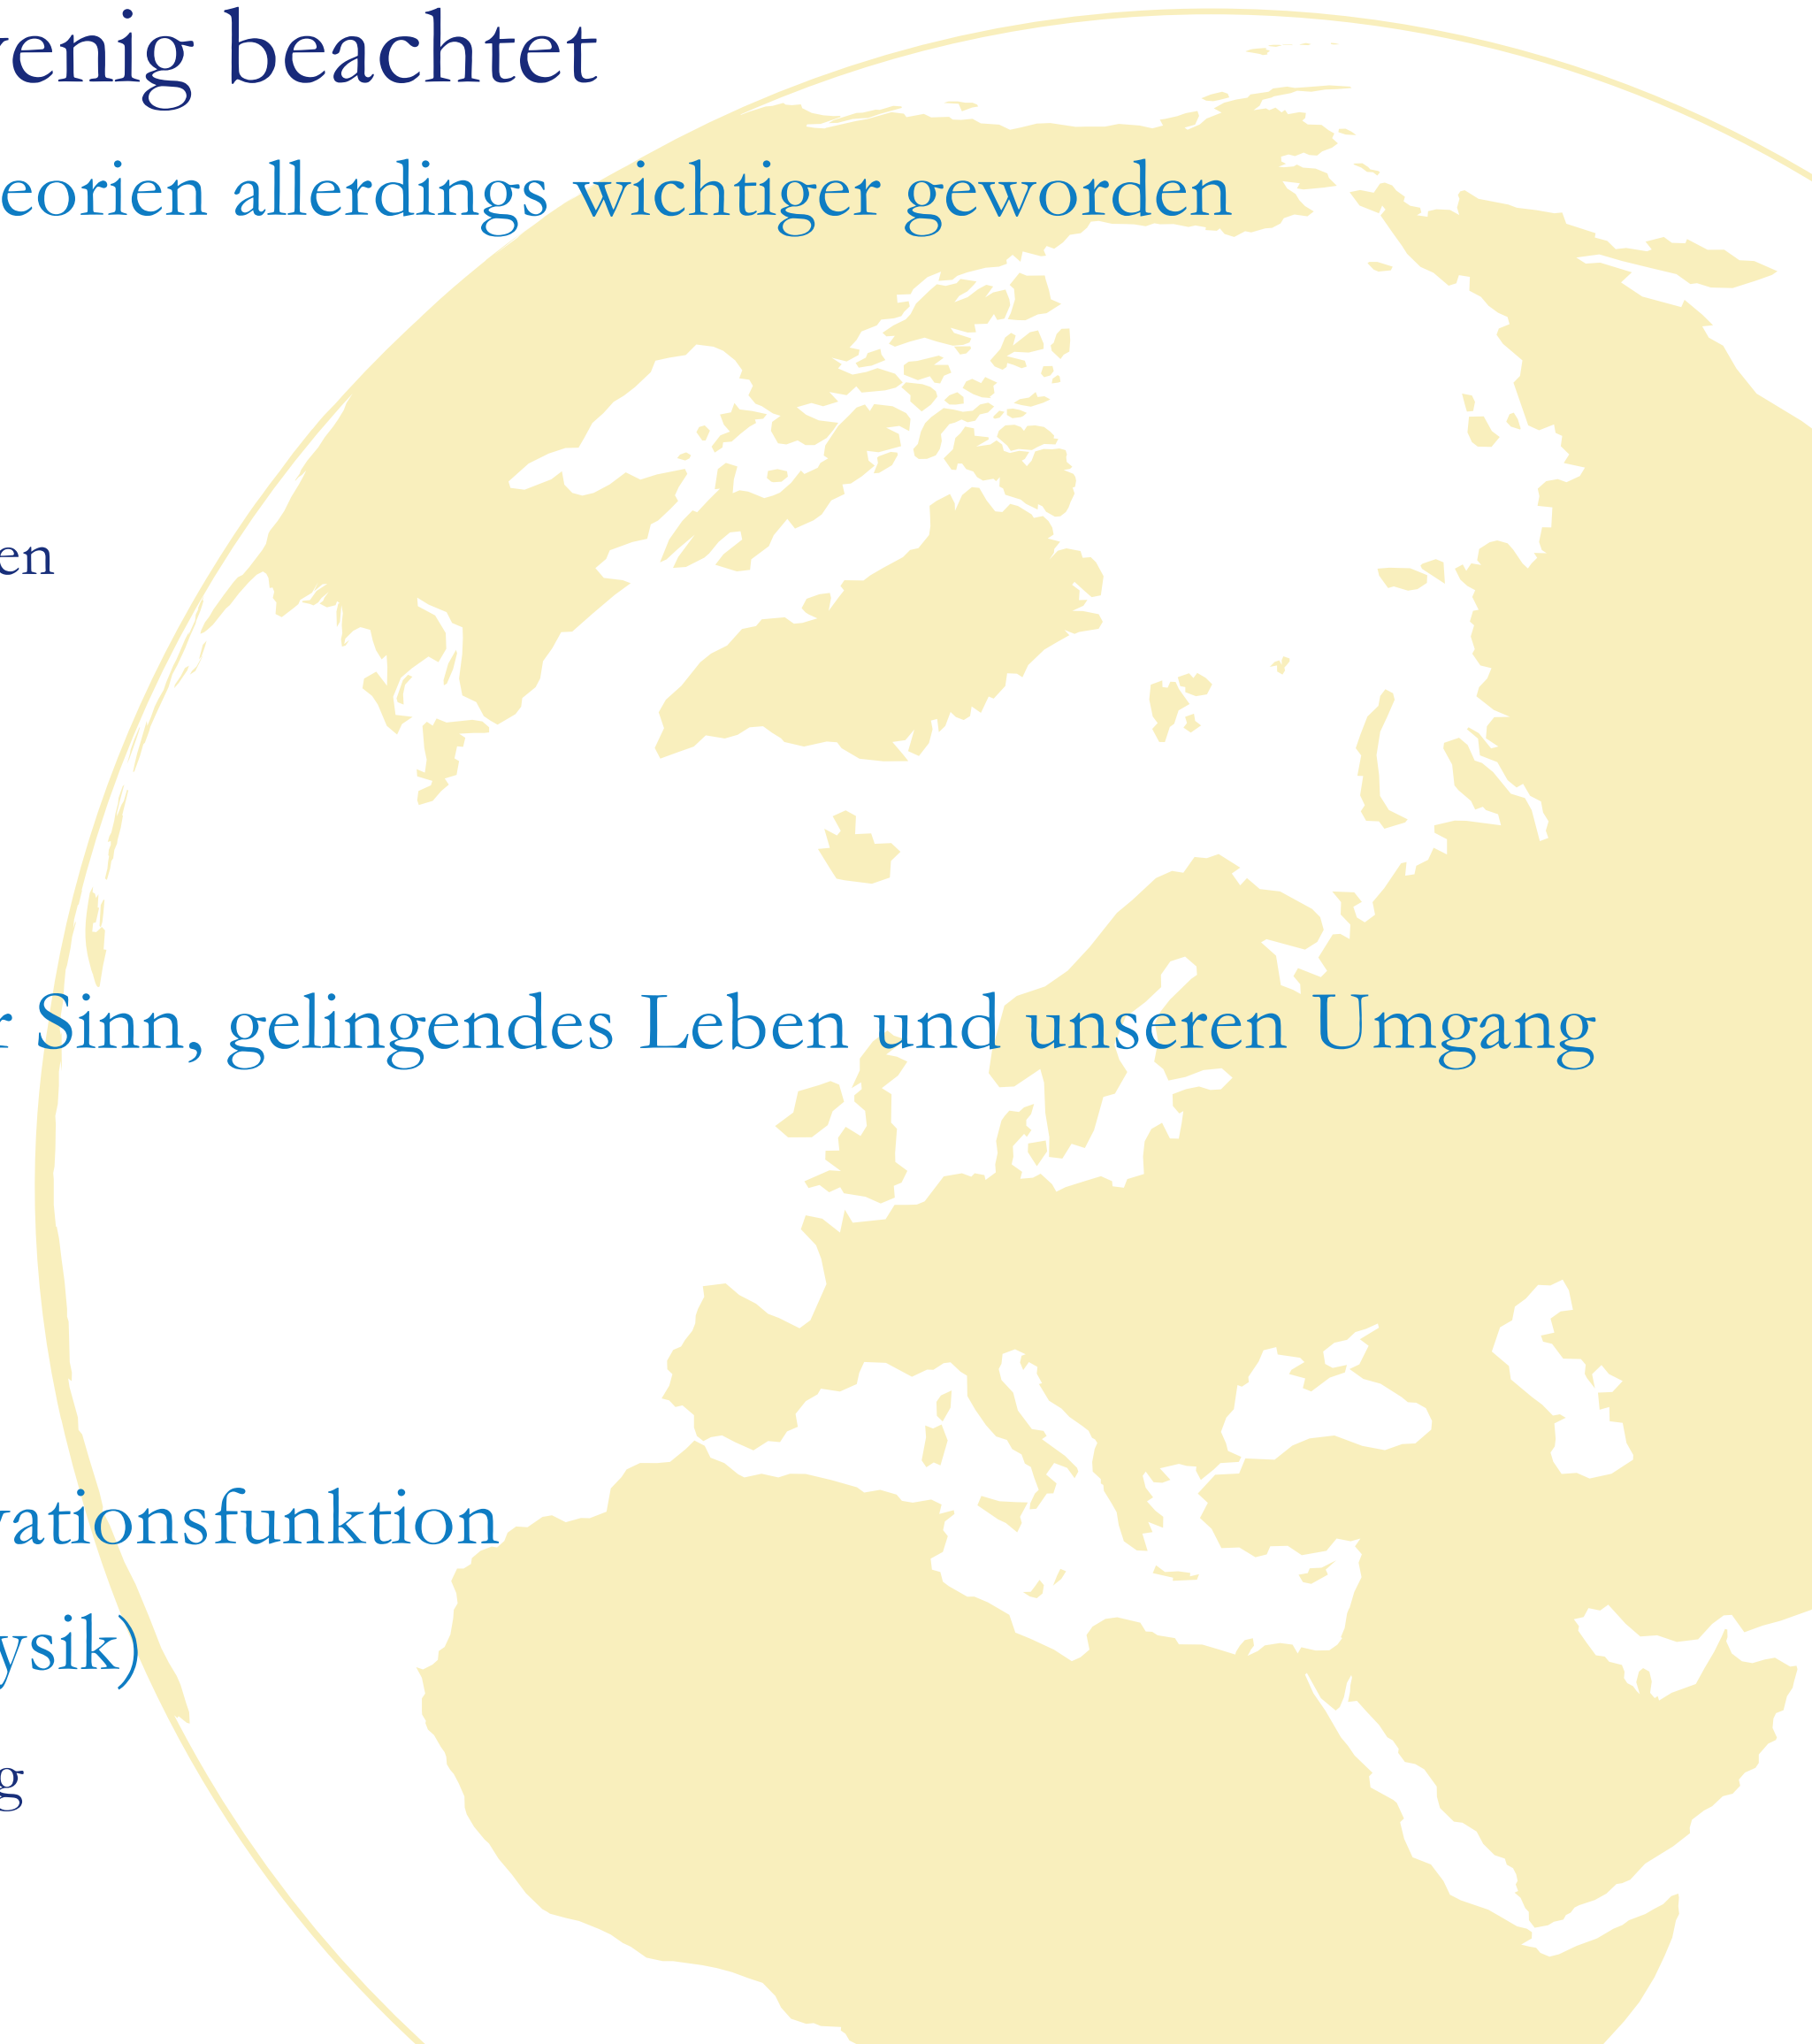 enig beachtet
eorien allerdings wichtiger geworden
en
r Sinn, gelingendes Leben und unseren Umgang
ationsfunktion
ysik)
g